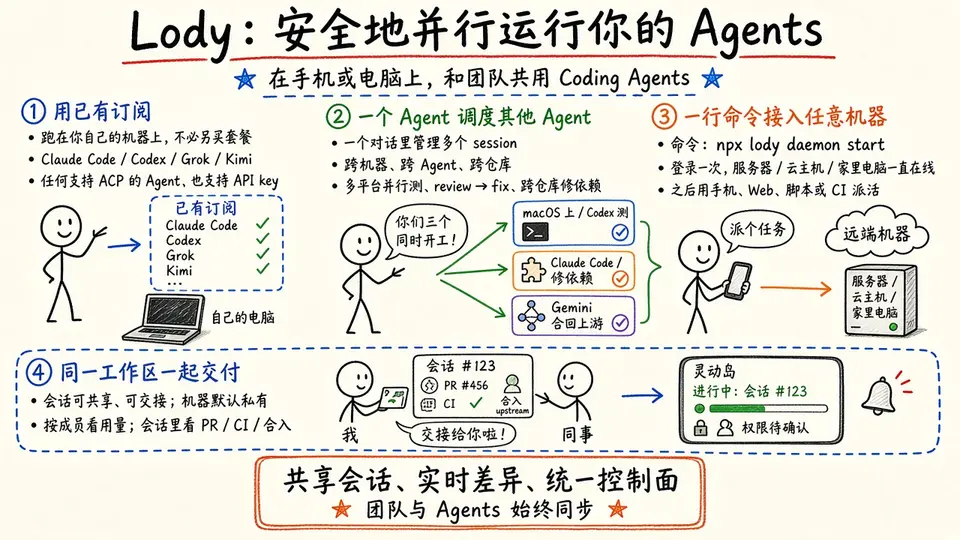 Lody：安全地并行运行你的 Agents
在手机或电脑上，和团队共用 Coding Agents
① 用已有订阅
• 跑在你自己的机器上，不必另买套餐
• Claude Code / Codex / Grok / Kimi
• 任何支持 ACP 的 Agent、也支持 API key
已有订阅
Claude Code ✓
Codex ✓
Grok ✓
Kimi ✓
...
自己的电脑
② 一个 Agent 调度其他 Agent
• 一个对话里管理多个 session
• 跨机器、跨 Agent、跨仓库
• 多平台并行测、review → fix、跨仓库修依赖
你们三个
同时开工！
macOS 上 / Codex 测
Claude Code /
修依赖
Gemini
合回上游
③ 一行命令接入任意机器
• 命令：npx lody daemon start
• 登录一次，服务器 / 云主机 / 家里电脑一直在线
• 之后用手机、Web、脚本或 CI 派活
派个任务
远端机器
服务器 /
云主机 /
家里电脑
④ 同一工作区一起交付
• 会话可共享、可交接；机器默认私有
• 按成员看用量；会话里看 PR / CI / 合入
我
会话 #123
PR #456
CI ✓
合入
upstream
交接给你啦！
同事
灵动岛
进行中：会话 #123
权限待确认
共享会话、实时差异、统一控制面
团队与 Agents 始终同步